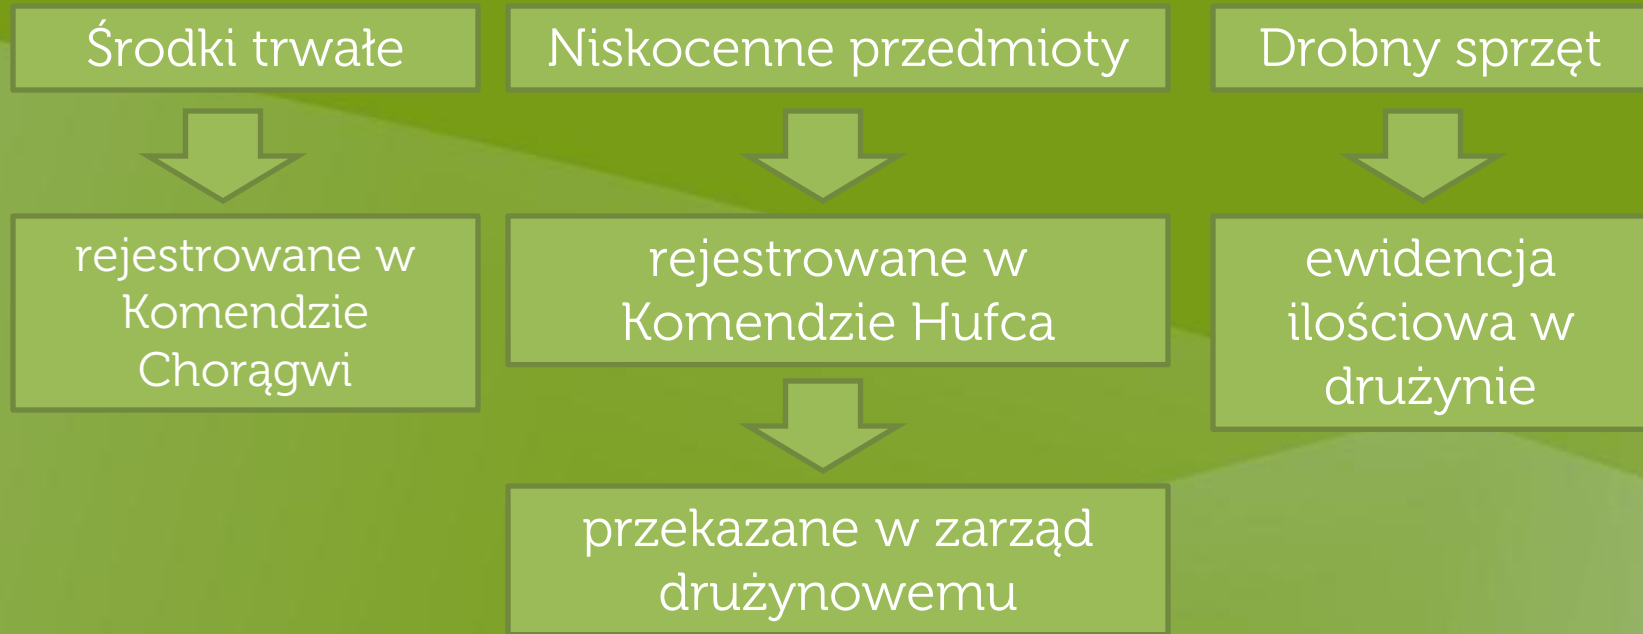 Środki trwałe
Niskocenne przedmioty
Drobny sprzęt
rejestrowane w
Komendzie
Chorągwi
rejestrowane w
Komendzie Hufca
ewidencja
ilościowa w
drużynie
przekazane w zarząd
drużynowemu